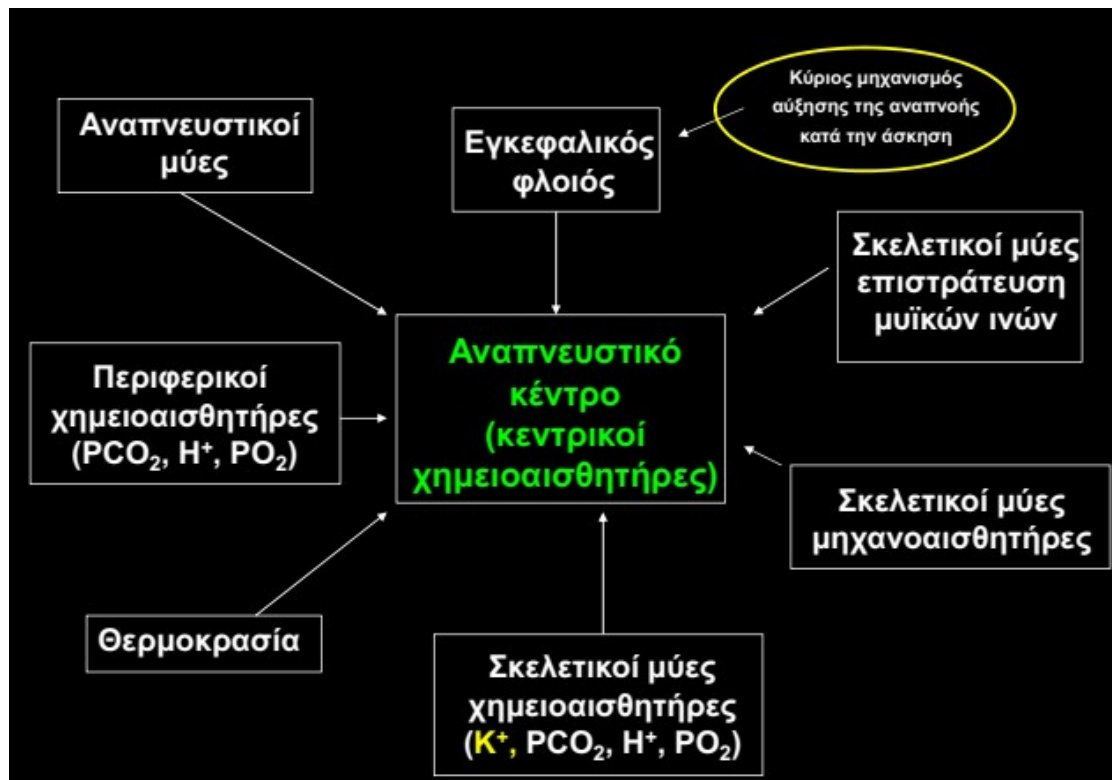 Κύριος μηχανισμός
αύξησης της αναπνοής
κατά την άσκηση
Αναπνευστικοί
μύες
Εγκεφαλικός
φλοιός
Σκελετικοί μύες
επιστράτευση
μυϊκών ινών
Αναπνευστικό
κέντρο
(κεντρικοί
χημειοαισθητήρες)
Περιφερικοί
χημειοαισθητήρες
(PCO₂, H⁺, PO₂)
Σκελετικοί μύες
μηχανοαισθητήρες
Θερμοκρασία
Σκελετικοί μύες
χημειοαισθητήρες
(K⁺, PCO₂, H⁺, PO₂)